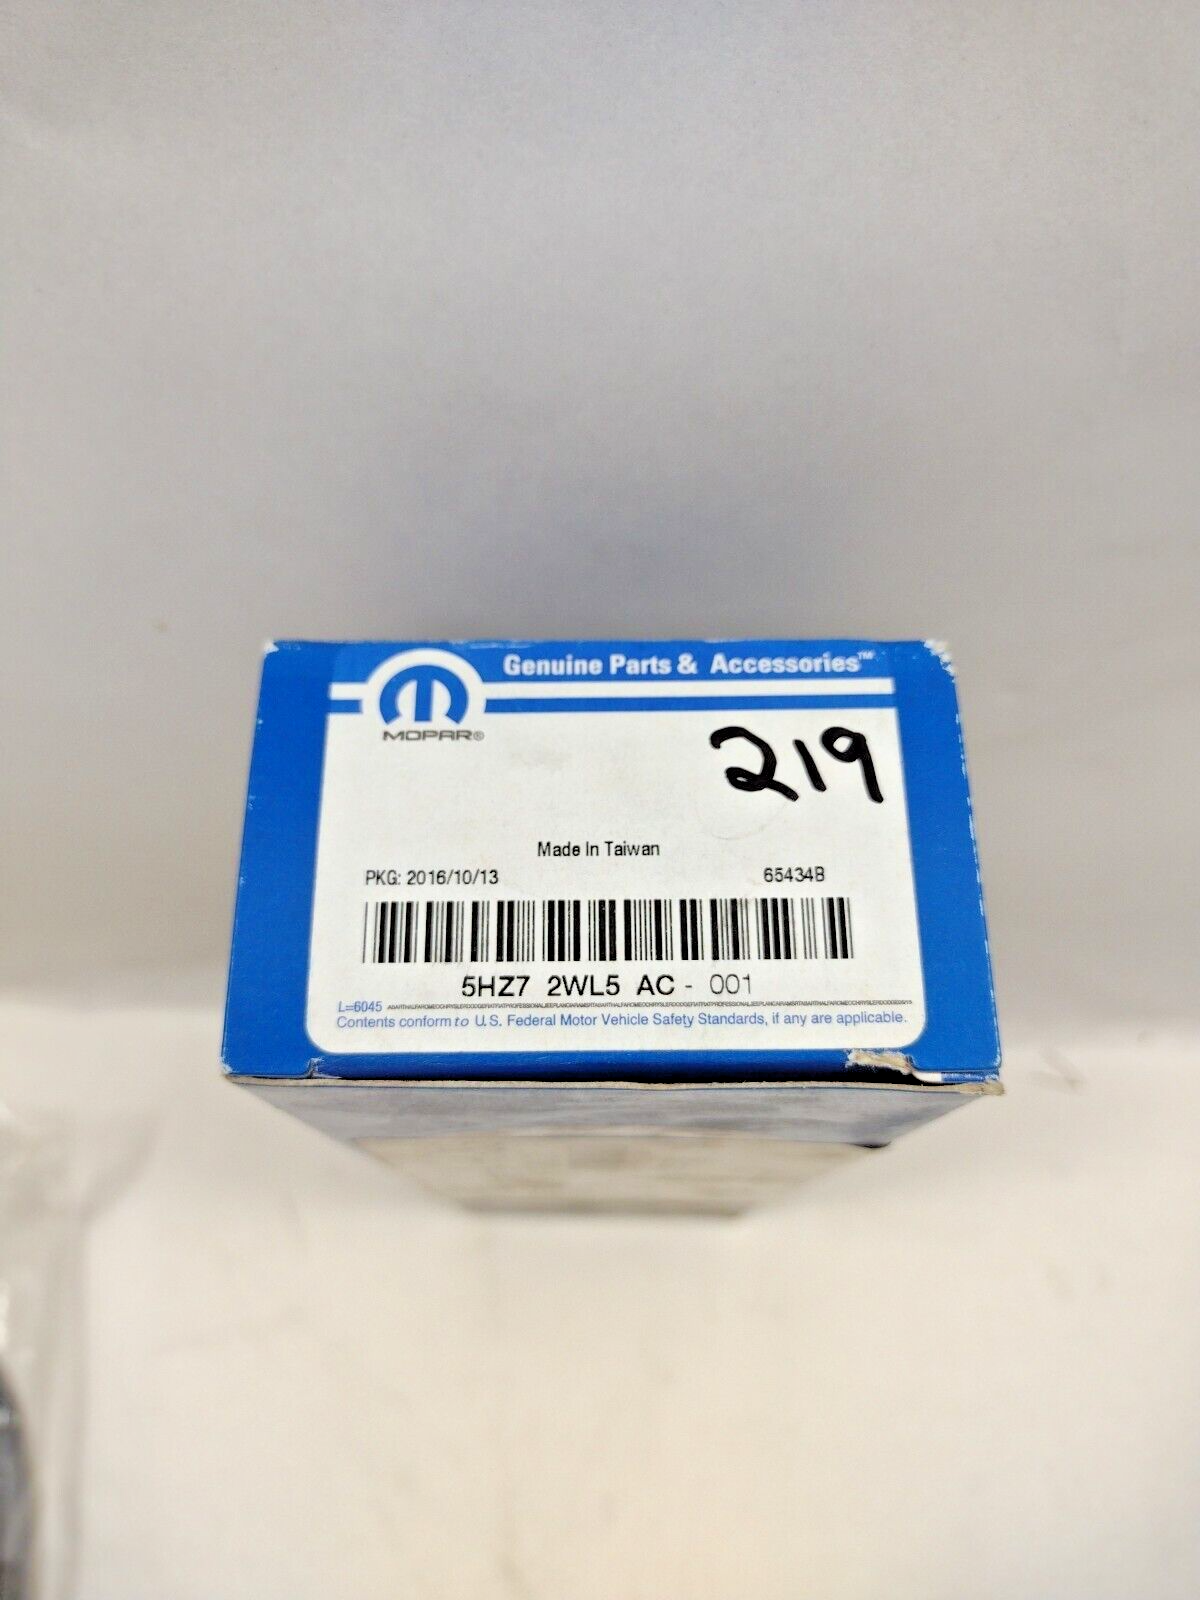 Genuine Parts & Accessories™
MOPAR®
219
Made In Taiwan
PKG: 2016/10/13 65434B
5HZ7 2WL5 AC - 001
L=6045
Contents conform to U.S. Federal Motor Vehicle Safety Standards, if any are applicable.